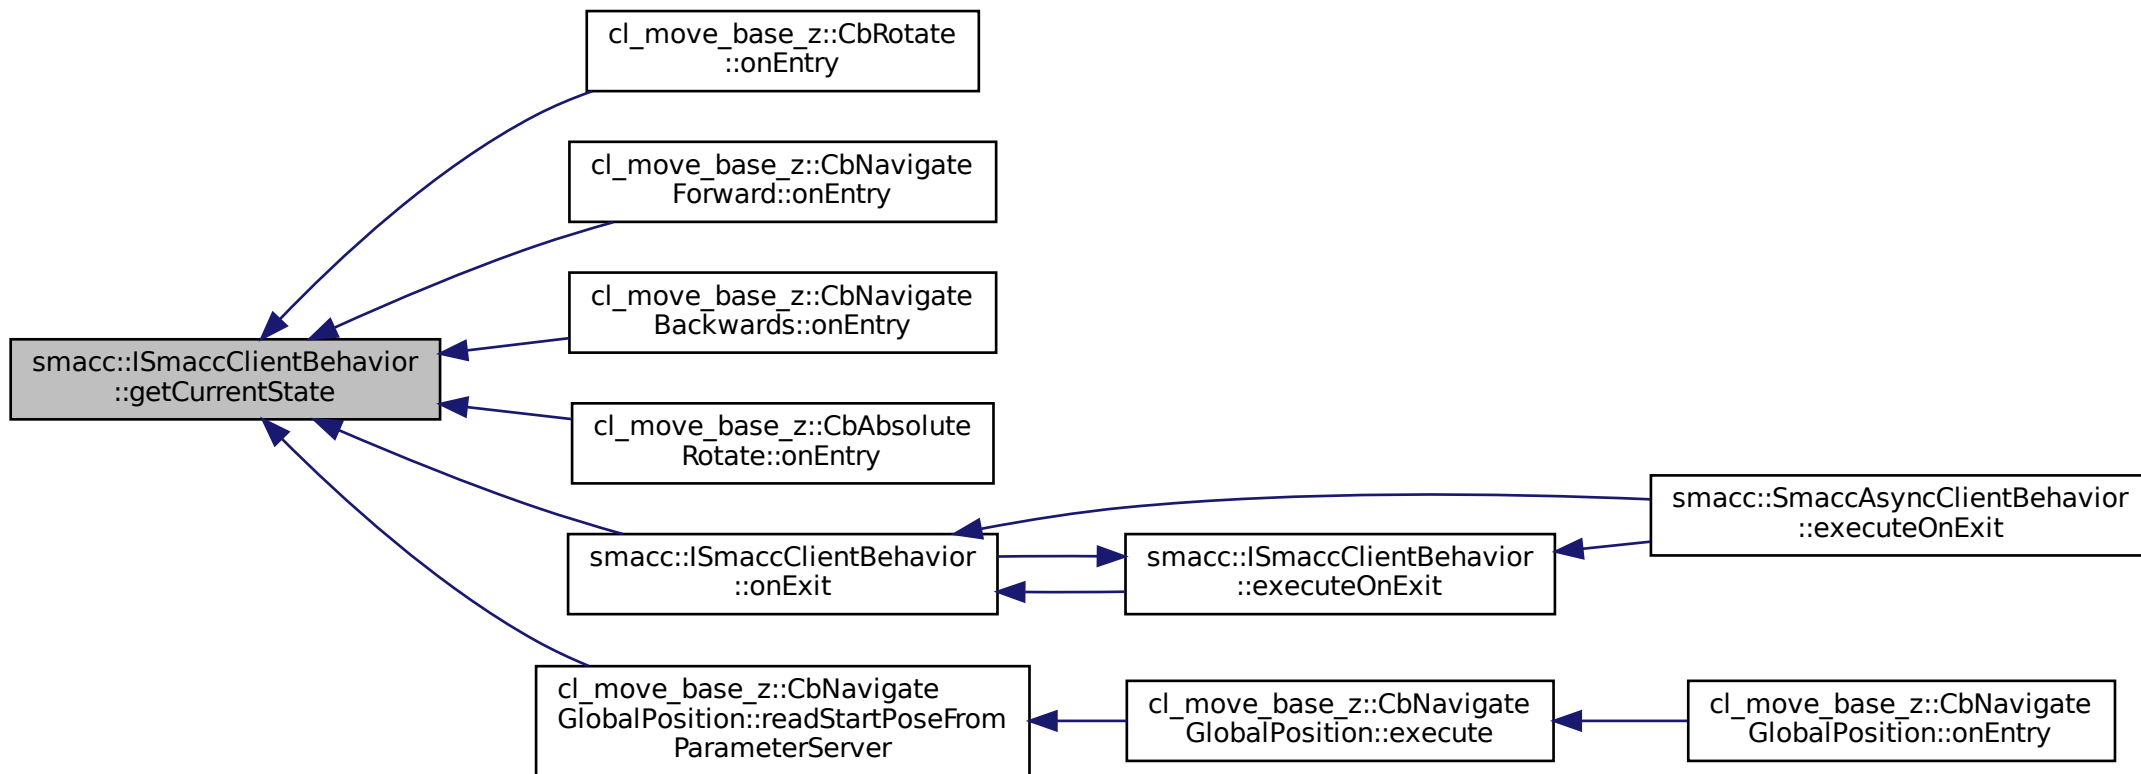 cl_move_base_z::CbRotate
::onEntry
cl_move_base_z::CbNavigate
Forward::onEntry
cl_move_base_z::CbNavigate
Backwards::onEntry
smacc::ISmaccClientBehavior
::getCurrentState
cl_move_base_z::CbAbsolute
Rotate::onEntry
smacc::ISmaccClientBehavior
::onExit
smacc::ISmaccClientBehavior
::executeOnExit
smacc::SmaccAsyncClientBehavior
::executeOnExit
cl_move_base_z::CbNavigate
GlobalPosition::readStartPoseFrom
ParameterServer
cl_move_base_z::CbNavigate
GlobalPosition::execute
cl_move_base_z::CbNavigate
GlobalPosition::onEntry